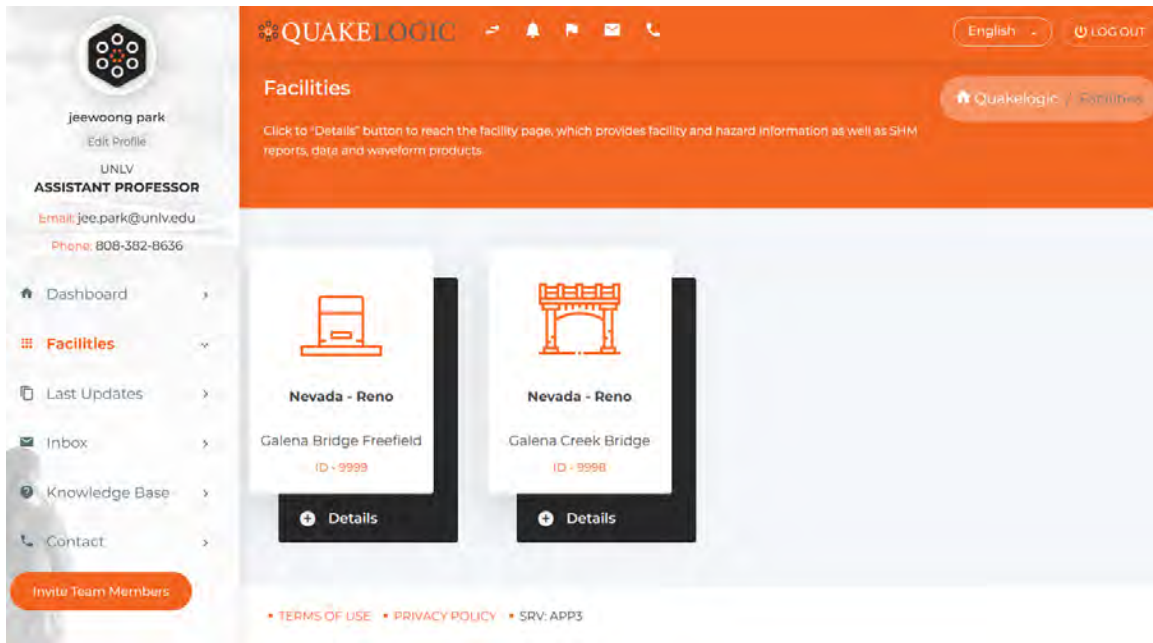 QUAKELOGIC
English
LOG OUT
Facilities
Quakelogic / Facilities
Click to "Details" button to reach the facility page, which provides facility and hazard information as well as SHM
reports, data and waveform products.
jeewoong park
Edit Profile
UNLV
ASSISTANT PROFESSOR
Email: jee.park@unlv.edu
Phone: 808-382-8636
Dashboard
Facilities
Last Updates
Inbox
Knowledge Base
Contact
Invite Team Members
Nevada - Reno
Galena Bridge Freefield
ID - 9999
Details
Nevada - Reno
Galena Creek Bridge
ID - 9998
Details
• TERMS OF USE • PRIVACY POLICY • SRV: APP3